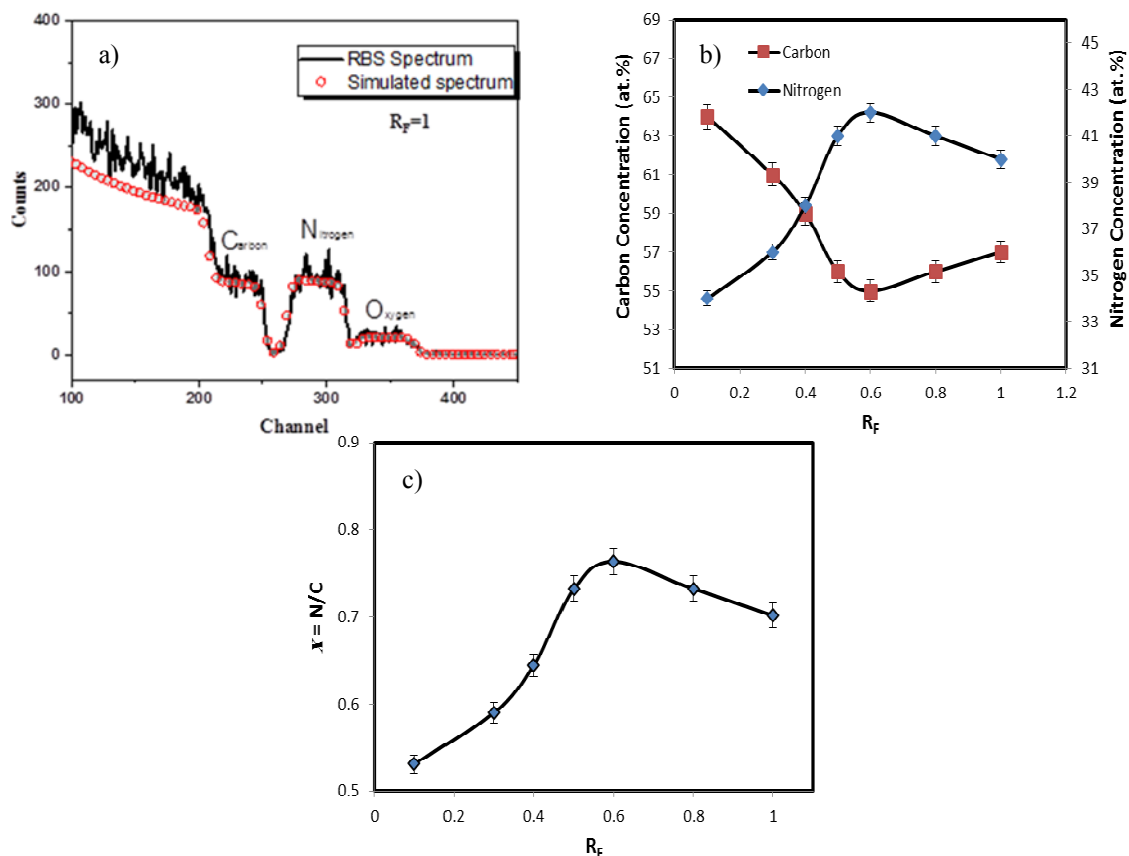 a)
RBS Spectrum
Simulated spectrum
R_F=1
Carbon
Nitrogen
Oxygen
Counts
400
300
200
100
0
100
200
300
400
Channel
b)
Carbon
Nitrogen
Carbon Concentration (at.%)
69
67
65
63
61
59
57
55
53
51
Nitrogen Concentration (at.%)
45
43
41
39
37
35
33
31
0
0.2
0.4
0.6
0.8
1
1.2
R_F
c)
x = N/C
0.9
0.8
0.7
0.6
0.5
0
0.2
0.4
0.6
0.8
1
R_F